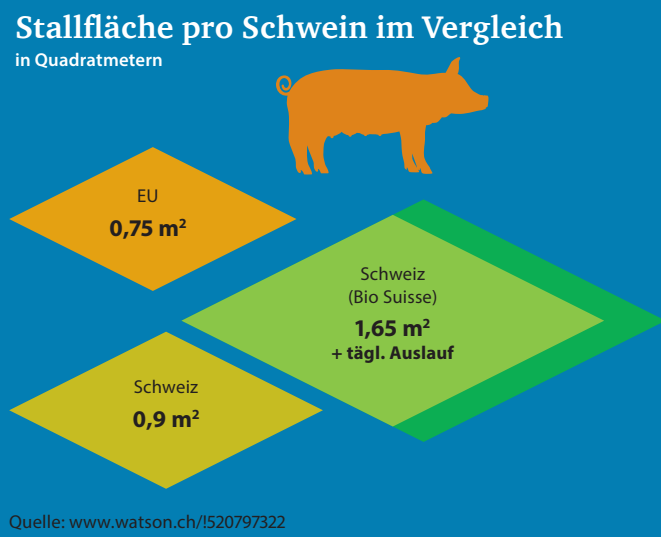 Stallfläche pro Schwein im Vergleich
in Quadratmetern
EU
0,75 m²
Schweiz
(Bio Suisse)
1,65 m²
+ tägl. Auslauf
Schweiz
0,9 m²
Quelle: www.watson.ch/!520797322